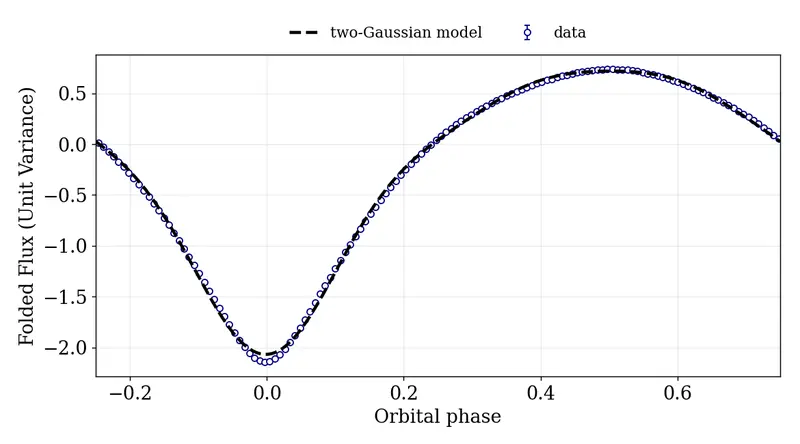 two-Gaussian model
data
Folded Flux (Unit Variance)
0.5
0.0
−0.5
−1.0
−1.5
−2.0
−0.2
0.0
0.2
0.4
0.6
Orbital phase